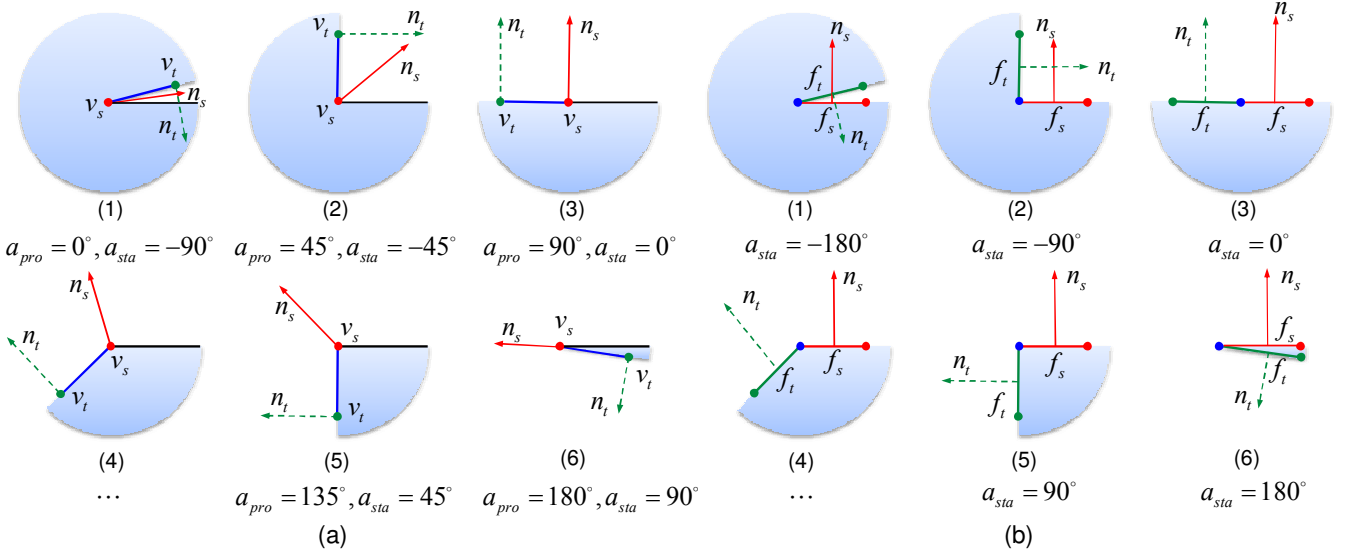 v_t n_t v_t n_t n_t n_s n_s n_t n_s
v_s n_s n_s f_t f_t n_t
n_t v_s v_t v_s f_s n_t f_s f_t f_s
(1) (2) (3) (1) (2) (3)
a_pro = 0°, a_sta = −90° a_pro = 45°, a_sta = −45° a_pro = 90°, a_sta = 0° a_sta = −180° a_sta = −90° a_sta = 0°
n_s n_s n_s v_s n_t n_s n_s n_s
n_t v_s v_s f_s f_s
v_t n_t v_t n_t v_t f_t f_s n_t f_t n_t f_t
(4) (5) (6) (4) (5) (6)
… a_pro = 135°, a_sta = 45° a_pro = 180°, a_sta = 90° … a_sta = 90° a_sta = 180°
(a) (b)